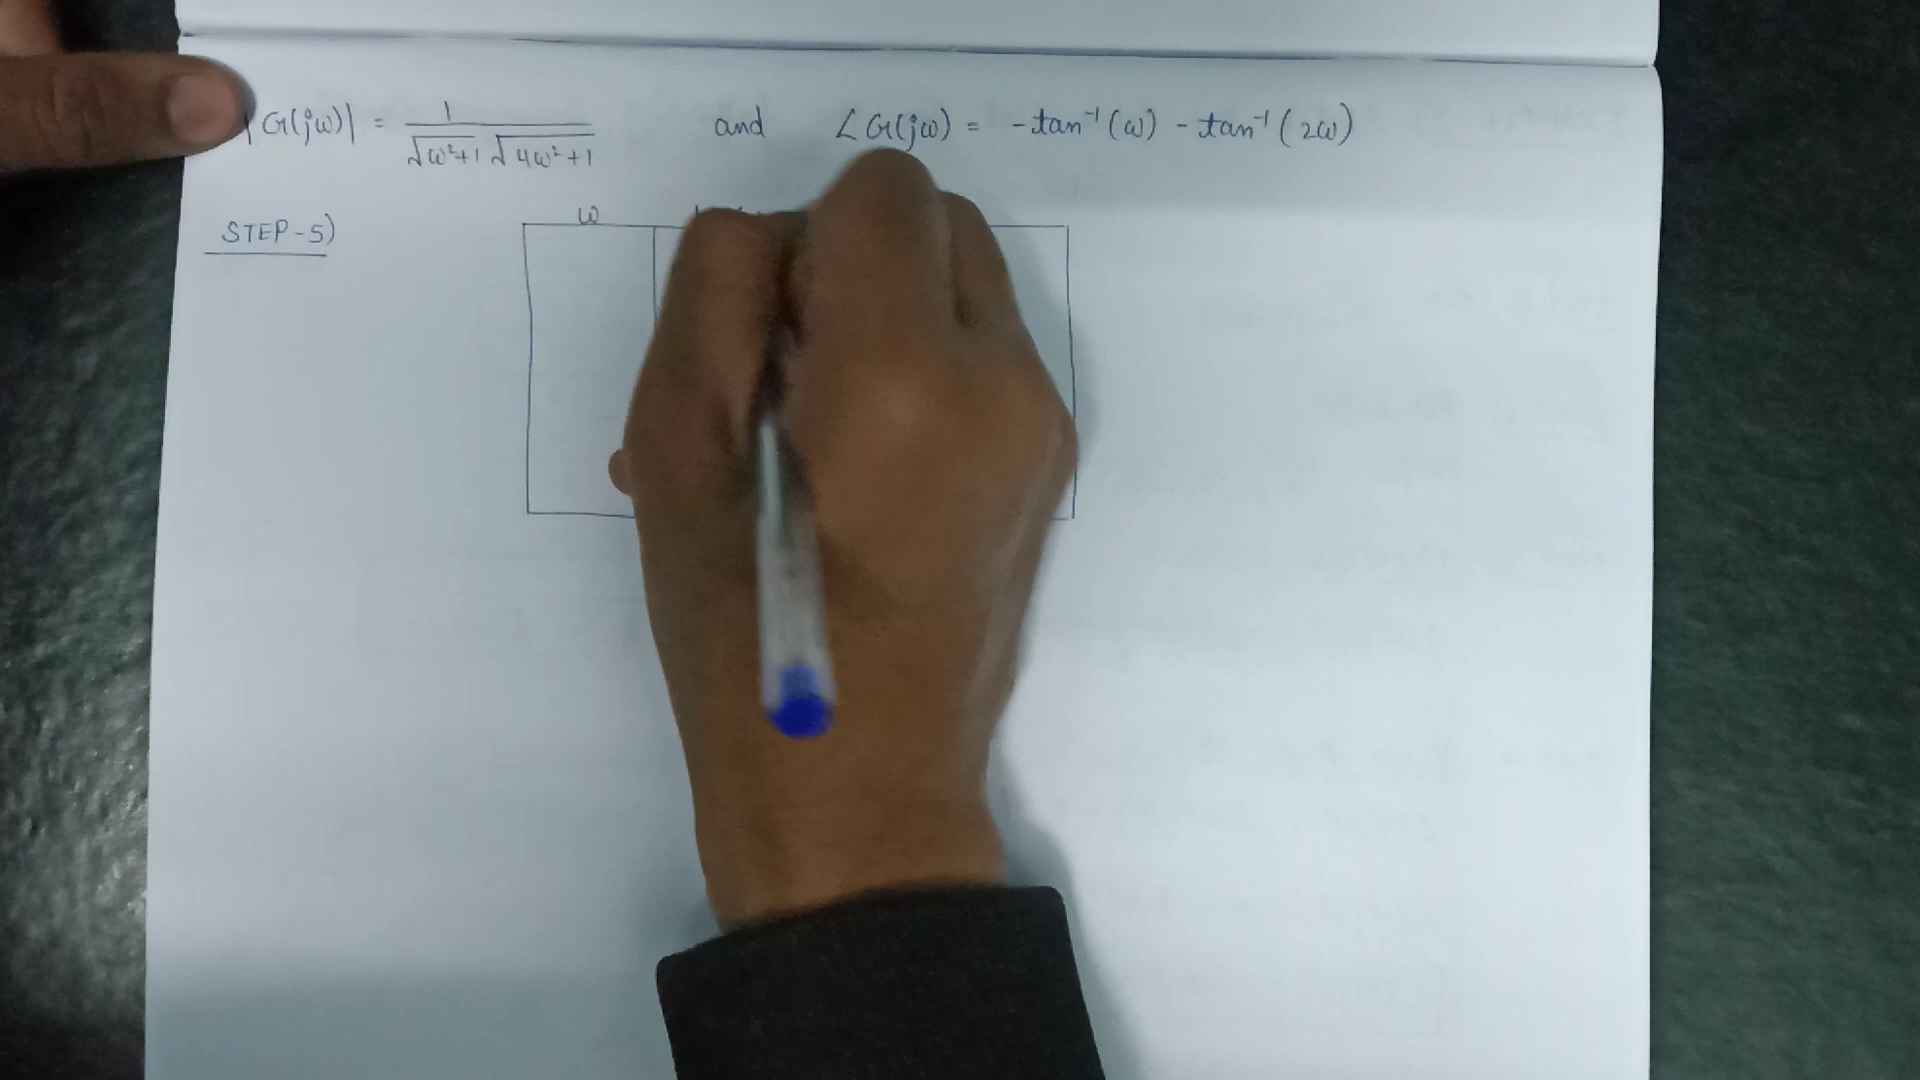 |G(jω)| = 1 / √ω²+1 √4ω²+1 and ∠G(jω) = -tan⁻¹(ω) - tan⁻¹(2ω)
STEP-5)
ω